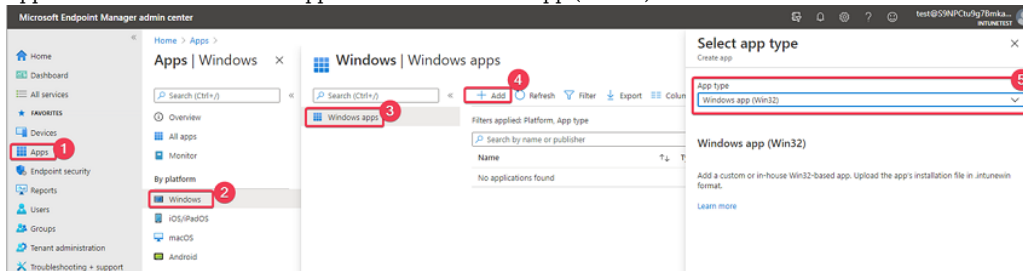 Microsoft Endpoint Manager admin center
test@S9NPCtu9g7Bmka...
INTUNETEST
«
Home
Dashboard
All services
FAVORITES
Devices
Apps
1
Endpoint security
Reports
Users
Groups
Tenant administration
Troubleshooting + support
Home > Apps >
Apps | Windows
Search (Ctrl+/)
«
Overview
All apps
Monitor
By platform
Windows
2
iOS/iPadOS
macOS
Android
Windows | Windows apps
Search (Ctrl+/)
«
Windows apps
3
4
+ Add
Refresh
Filter
Export
Colum
Filters applied: Platform, App type
Search by name or publisher
Name
No applications found
Select app type
Create app
5
App type
Windows app (Win32)
Windows app (Win32)
Add a custom or in-house Win32-based app. Upload the app's installation file in .intunewin
format.
Learn more